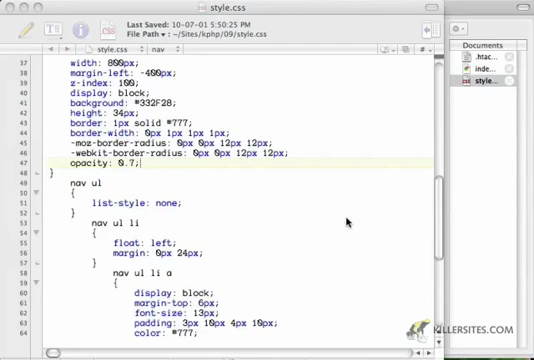 style.css
Last Saved: 10-07-01 5:50:25 PM
File Path ▾: ~/Sites/kphp/09/style.css
style.css
nav
#
Documents
.htac...
inde...
style...
37 width: 800px;
38 margin-left: -400px;
39 z-index: 100;
40 display: block;
41 background: #332F28;
42 height: 34px;
43 border: 1px solid #777;
44 border-width: 0px 1px 1px 1px;
45 -moz-border-radius: 0px 0px 12px 12px;
46 -webkit-border-radius: 0px 0px 12px 12px;
47 opacity: 0.7;
48 }
49 nav ul
50 {
51 list-style: none;
52 }
53 nav ul li
54 {
55 float: left;
56 margin: 0px 24px;
57 }
58 nav ul li a
59 {
60 display: block;
61 margin-top: 6px;
62 font-size: 13px;
63 padding: 3px 10px 4px 10px;
64 color: #777;
KILLERSITES.COM